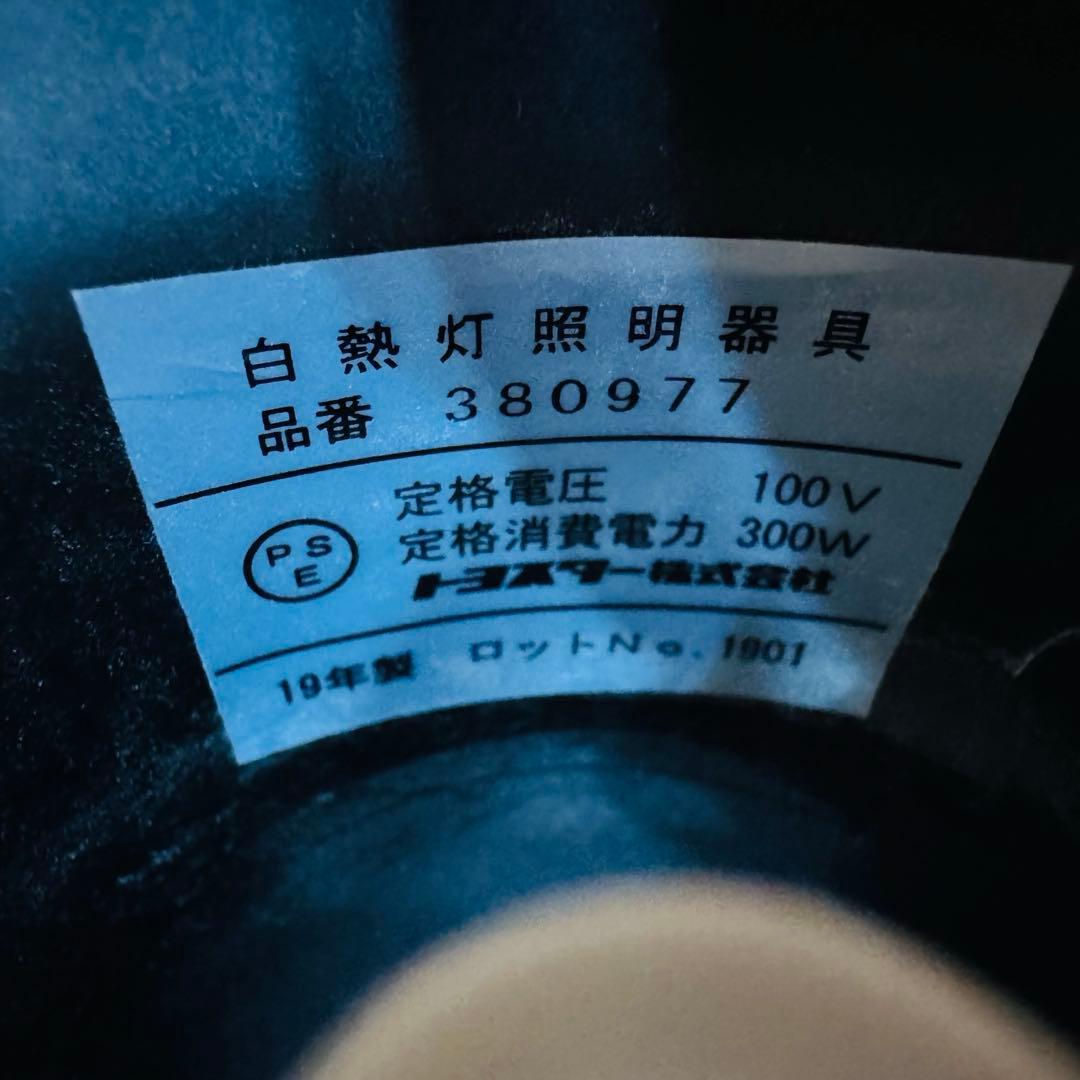 白熱灯照明器具
品番 380977
定格電圧 100V
PSE
定格消費電力 300W
トヨスター株式会社
19年製 ロットNo.1901